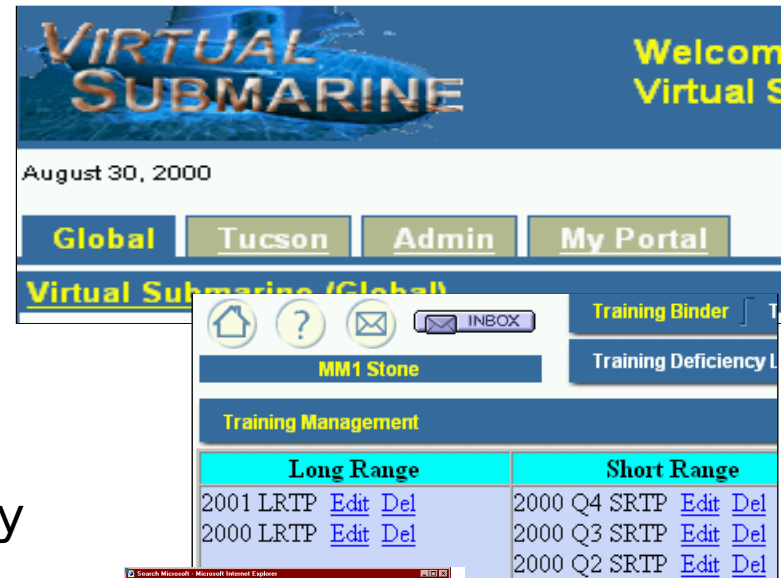 VIRTUAL
SUBMARINE
Welcom
Virtual S
August 30, 2000
Global Tucson Admin My Portal
Virtual Submarine (Global)
? INBOX
Training Binder T
MM1 Stone
Training Deficiency L
Training Management
Long Range Short Range
2001 LRTP Edit Del 2000 Q4 SRTP Edit Del
2000 LRTP Edit Del 2000 Q3 SRTP Edit Del
y 2000 Q2 SRTP Edit Del
Search Microsoft - Microsoft Internet Explorer